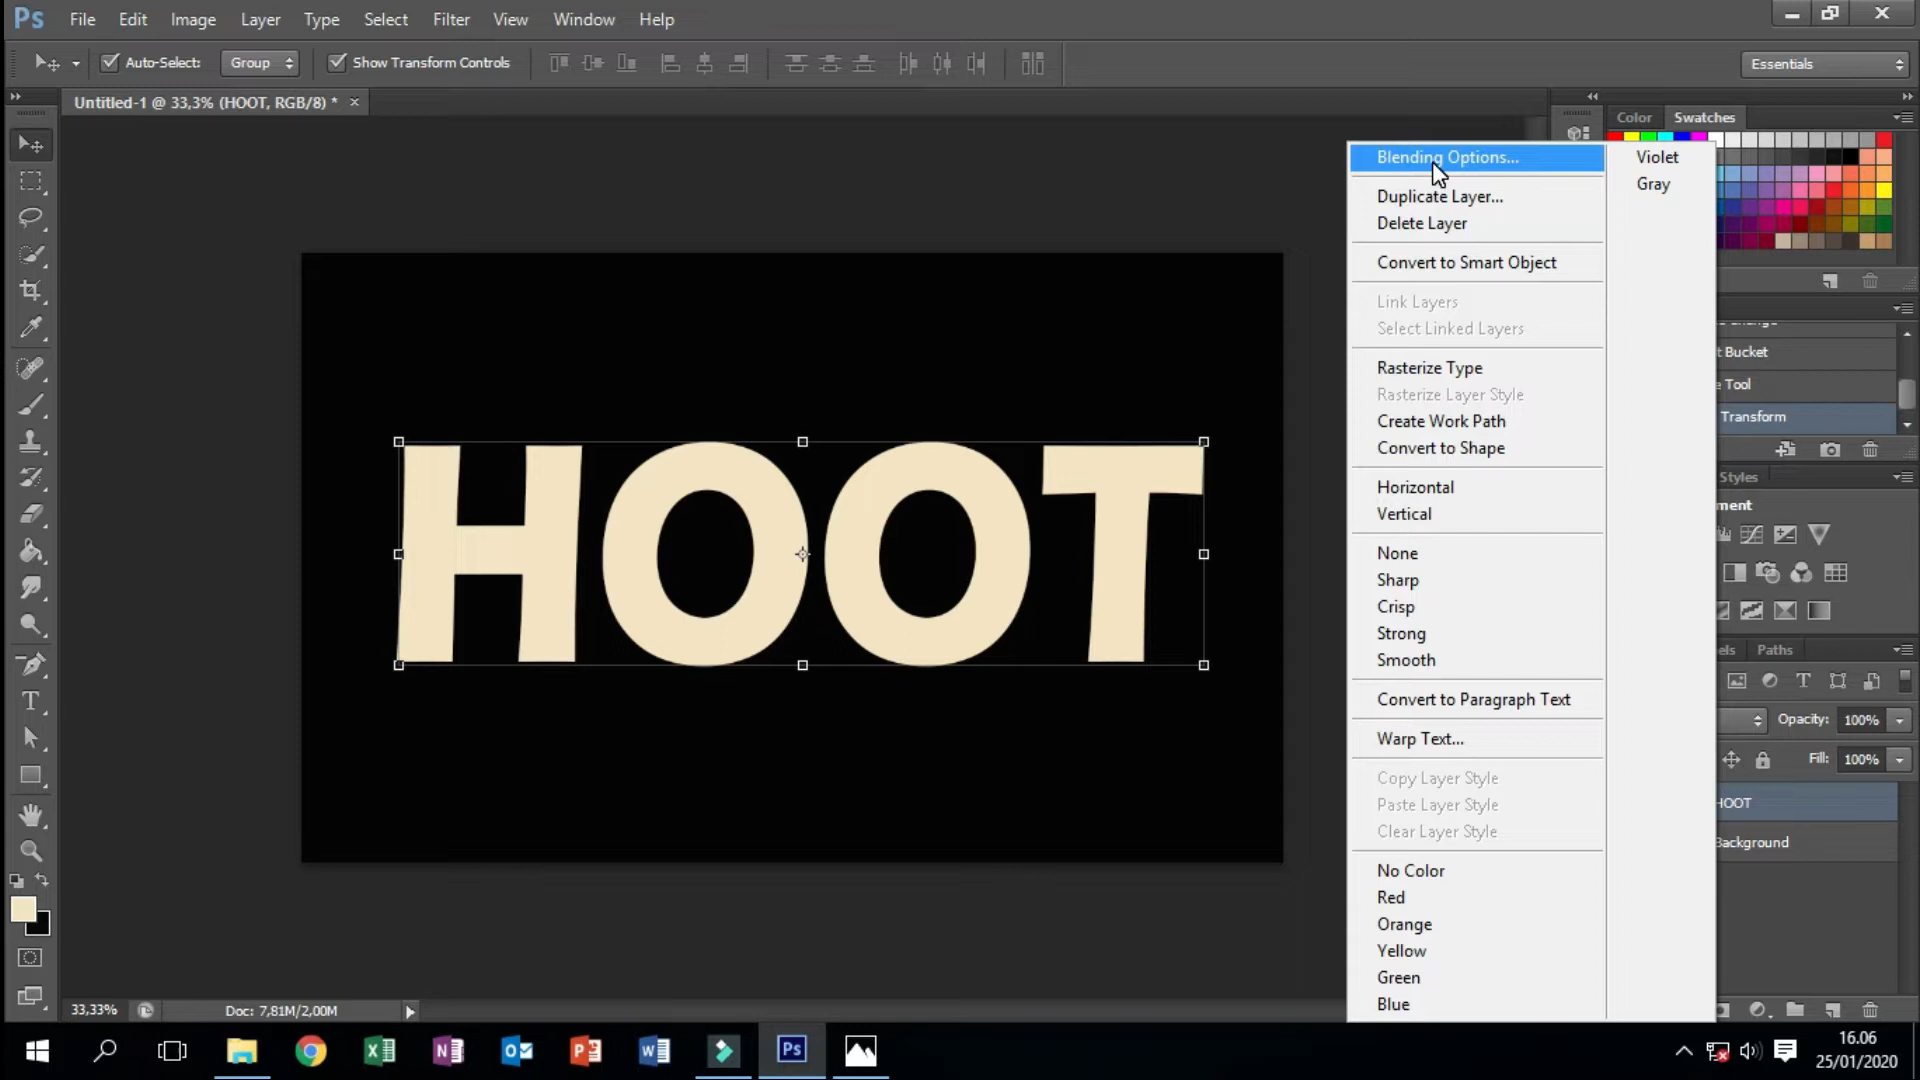 Ps File Edit Image Layer Type Select Filter View Window Help
Auto-Select: Group Show Transform Controls Essentials
Untitled-1 @ 33,3% (HOOT, RGB/8) * ×
Color Swatches
Blending Options...
Duplicate Layer...
Delete Layer
Convert to Smart Object
Link Layers
Select Linked Layers
Rasterize Type
Rasterize Layer Style
Create Work Path
Convert to Shape
Horizontal
Vertical
None
Sharp
Crisp
Strong
Smooth
Convert to Paragraph Text
Warp Text...
Copy Layer Style
Paste Layer Style
Clear Layer Style
No Color
Red
Orange
Yellow
Green
Blue
Violet
Gray
HOOT
t Bucket
Tool
Transform
Styles
ment
els Paths
Opacity: 100%
Fill: 100%
HOOT
Background
33,33% Doc: 7,81M/2,00M
Ps
16.06
25/01/2020